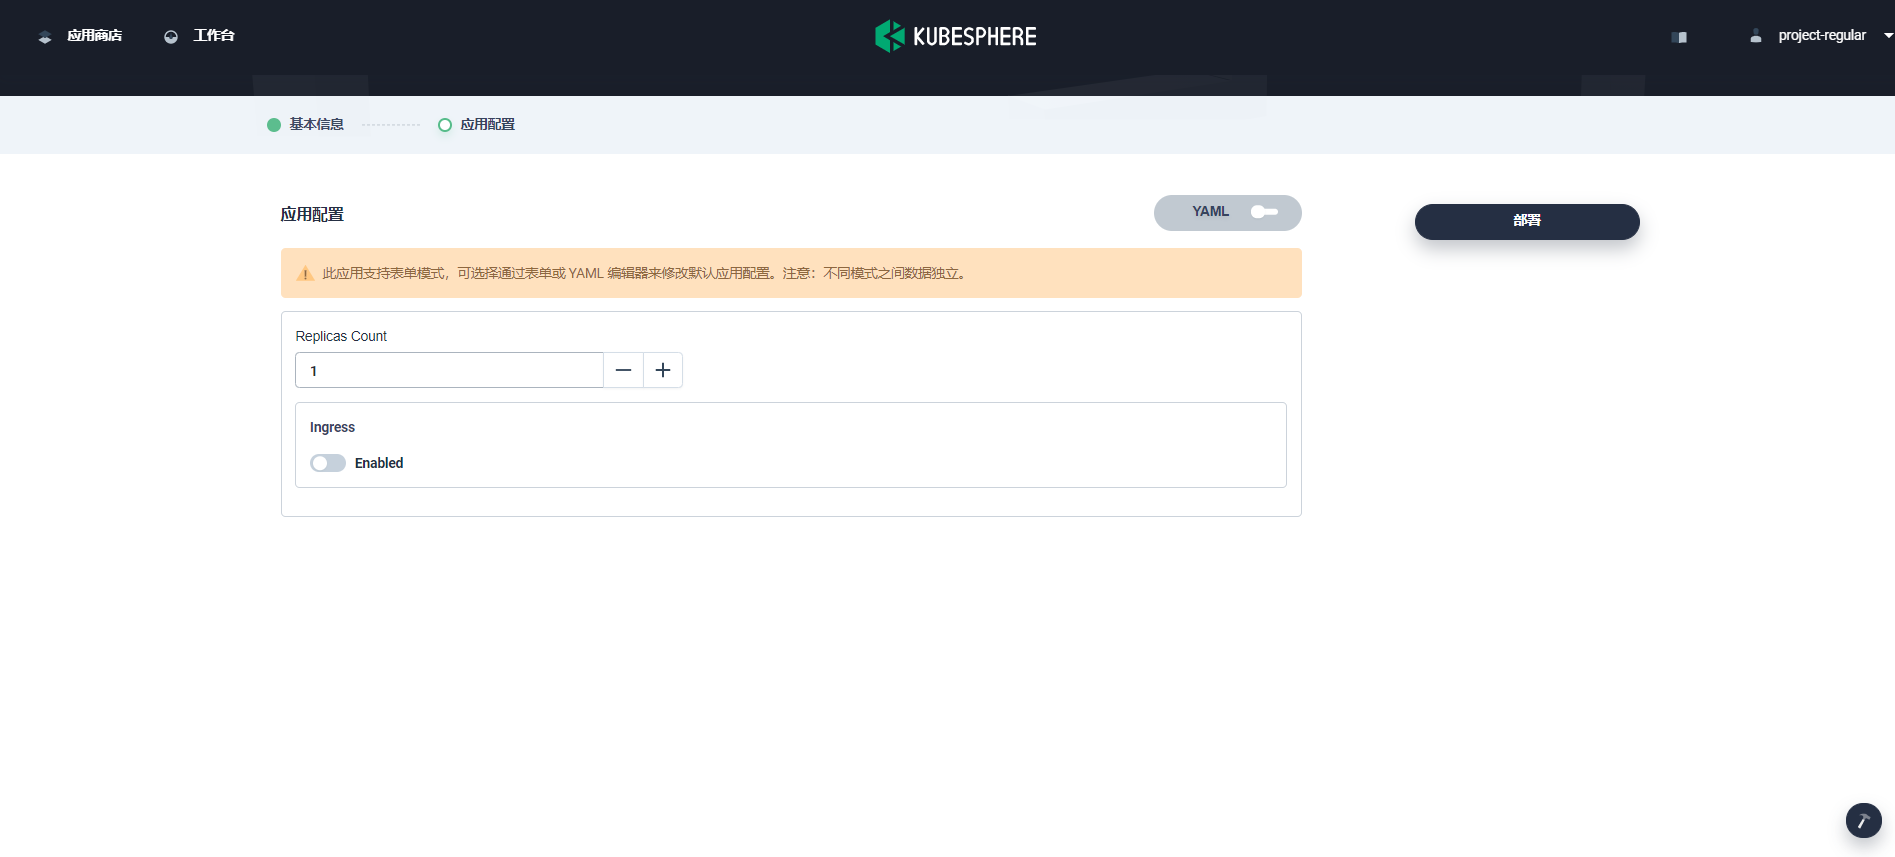 应用商店 工作台 KUBESPHERE project-regular
基本信息 应用配置
应用配置 YAML 部署
此应用支持表单模式，可选择通过表单或 YAML 编辑器来修改默认应用配置。注意：不同模式之间数据独立。
Replicas Count
1
Ingress
Enabled